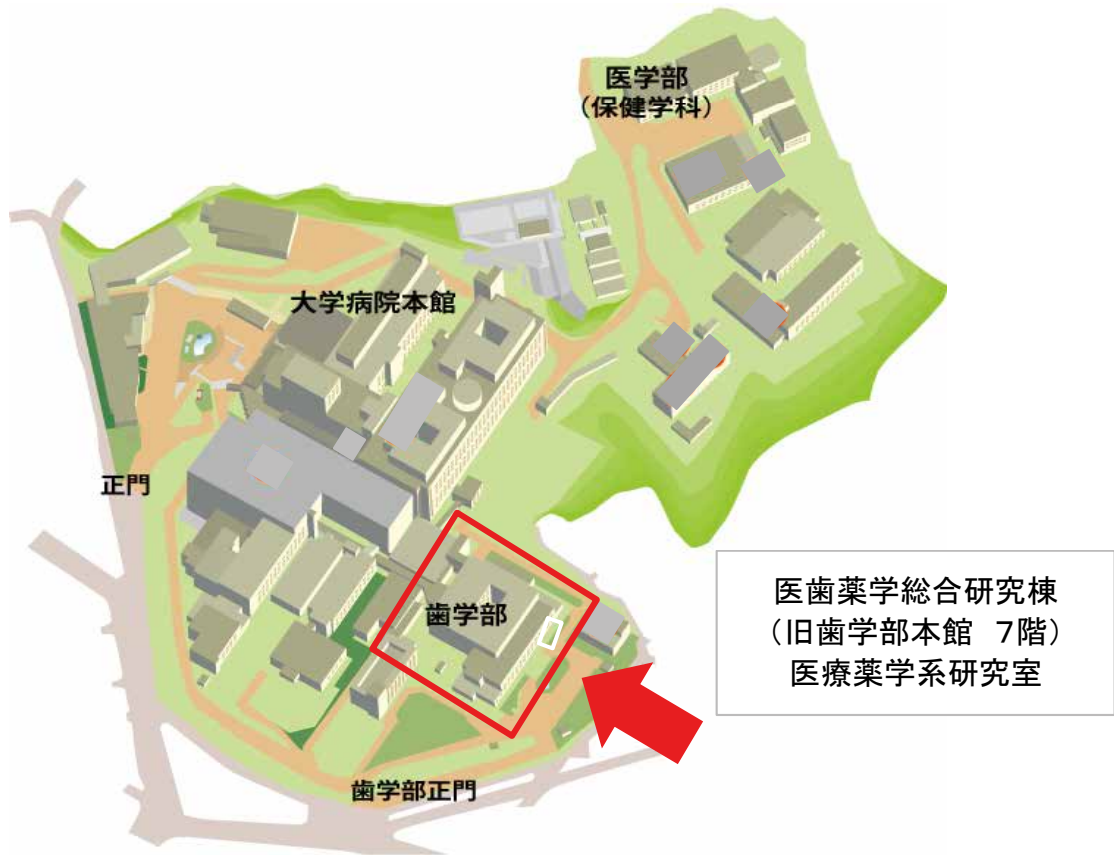 医学部
（保健学科）
大学病院本館
正門
歯学部
医歯薬学総合研究棟
（旧歯学部本館　7階）
医療薬学系研究室
歯学部正門